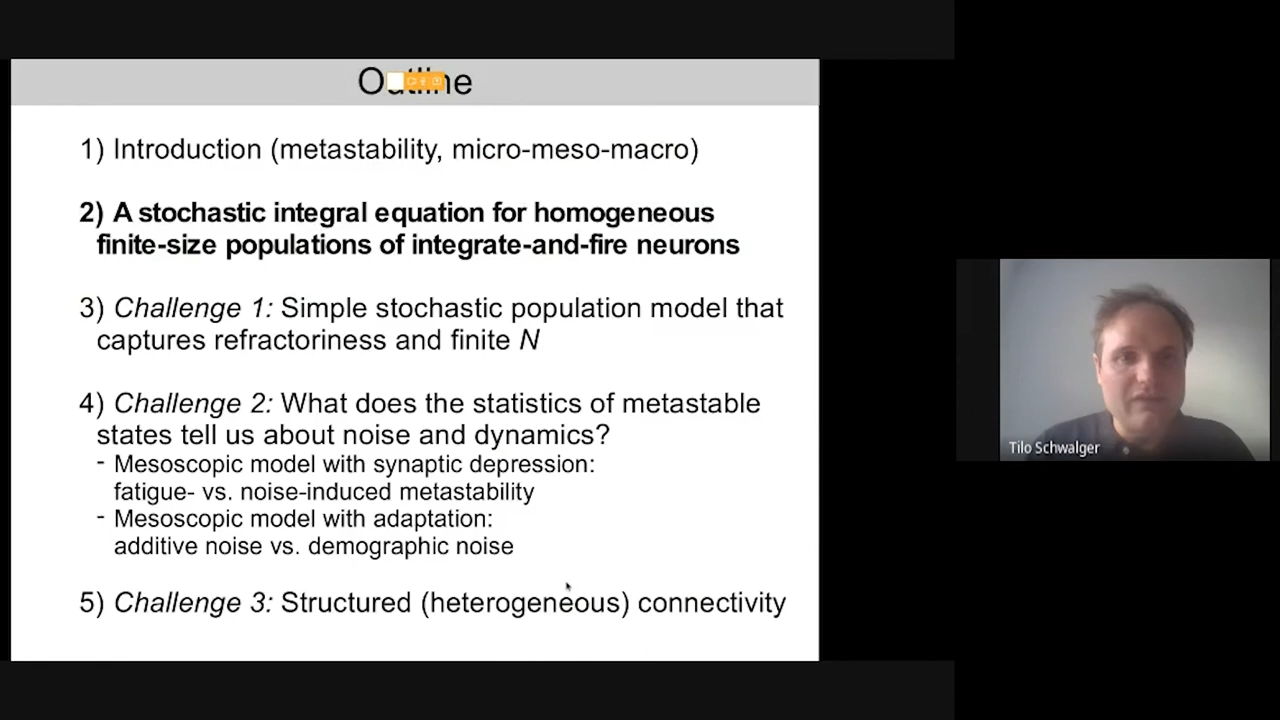 Outline
1) Introduction (metastability, micro-meso-macro)
2) A stochastic integral equation for homogeneous
finite-size populations of integrate-and-fire neurons
3) Challenge 1: Simple stochastic population model that
captures refractoriness and finite N
4) Challenge 2: What does the statistics of metastable
states tell us about noise and dynamics?
- Mesoscopic model with synaptic depression:
fatigue- vs. noise-induced metastability
- Mesoscopic model with adaptation:
additive noise vs. demographic noise
5) Challenge 3: Structured (heterogeneous) connectivity
Tilo Schwalger